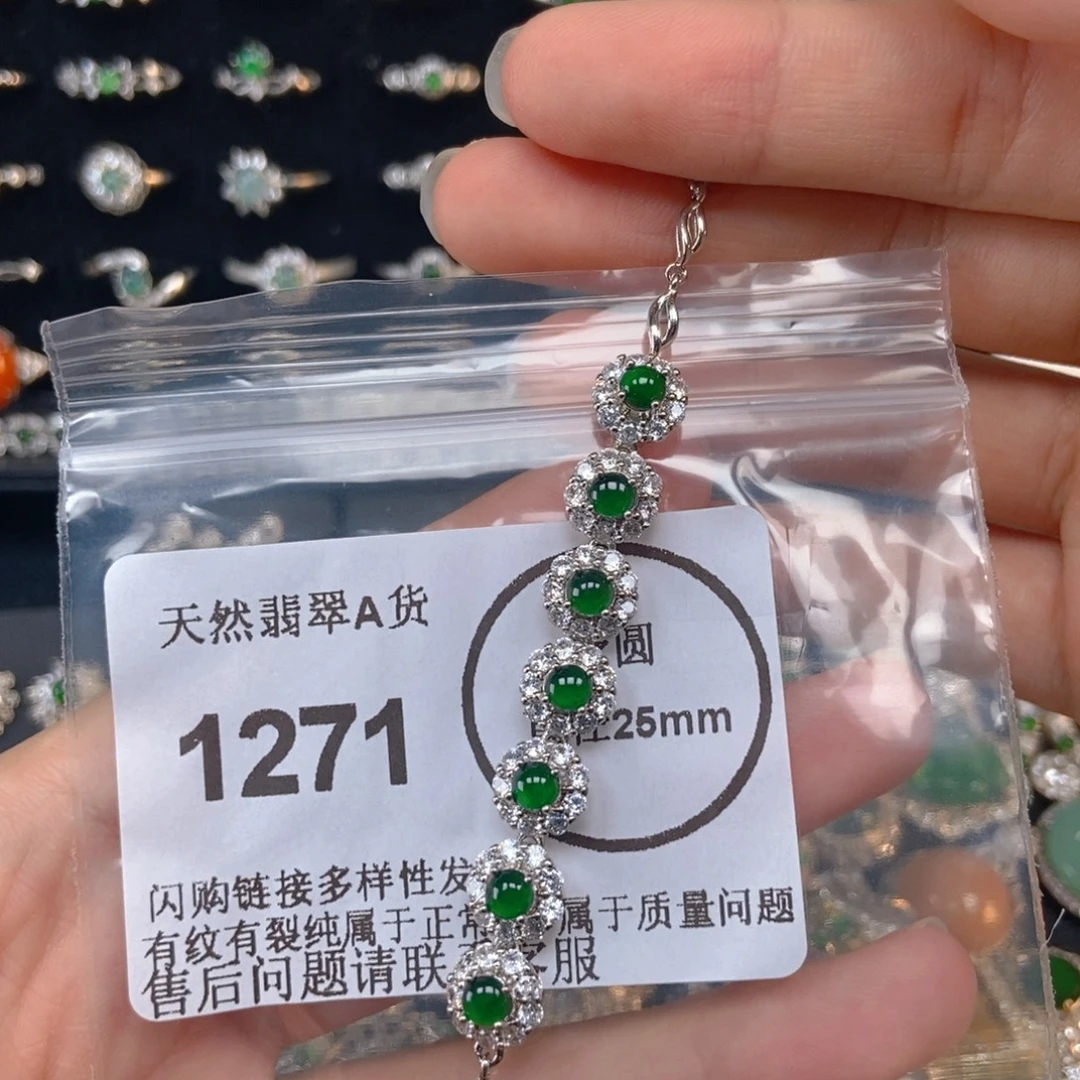 天然翡翠A货
1271
圆
25mm
闪购链接多样性发
有纹有裂纯属于正常 属于质量问题
售后问题请联 客服